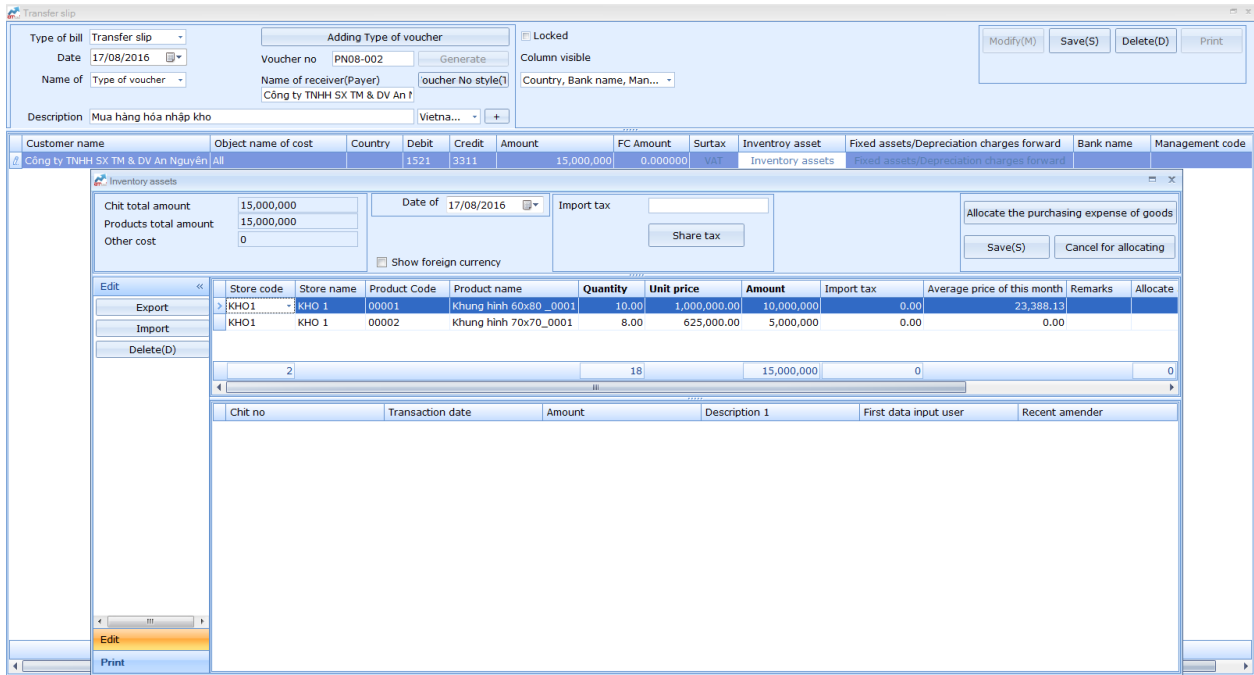 Transfer slip
Type of bill Transfer slip Adding Type of voucher Locked Modify(M) Save(S) Delete(D) Print
Date 17/08/2016 Voucher no PN08-002 Generate Column visible
Name of Type of voucher Name of receiver(Payer) oucher No style(T Country, Bank name, Man...
Công ty TNHH SX TM & DV An N
Description Mua hàng hóa nhập kho Vietna... +
Customer name Object name of cost Country Debit Credit Amount FC Amount Surtax Inventroy asset Fixed assets/Depreciation charges forward Bank name Management code
Công ty TNHH SX TM & DV An Nguyên All 1521 3311 15,000,000 0.000000 VAT Inventory assets Fixed assets/Depreciation charges forward
Inventory assets
Chit total amount 15,000,000 Date of 17/08/2016 Import tax Allocate the purchasing expense of goods
Products total amount 15,000,000
Other cost 0 Share tax Save(S) Cancel for allocating
Show foreign currency
Edit « Store code Store name Product Code Product name Quantity Unit price Amount Import tax Average price of this month Remarks Allocate
Export KHO1 KHO 1 00001 Khung hình 60x80 _0001 10.00 1,000,000.00 10,000,000 0.00 23,388.13
Import KHO1 KHO 1 00002 Khung hình 70x70_0001 8.00 625,000.00 5,000,000 0.00 0.00
Delete(D)
2 18 15,000,000 0 0
Chit no Transaction date Amount Description 1 First data input user Recent amender
Edit
Print